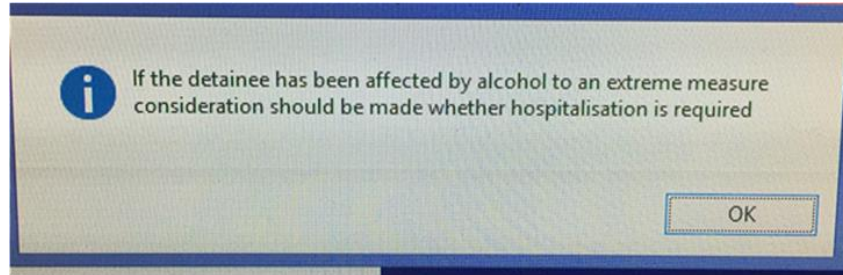 If the detainee has been affected by alcohol to an extreme measure
consideration should be made whether hospitalisation is required
OK